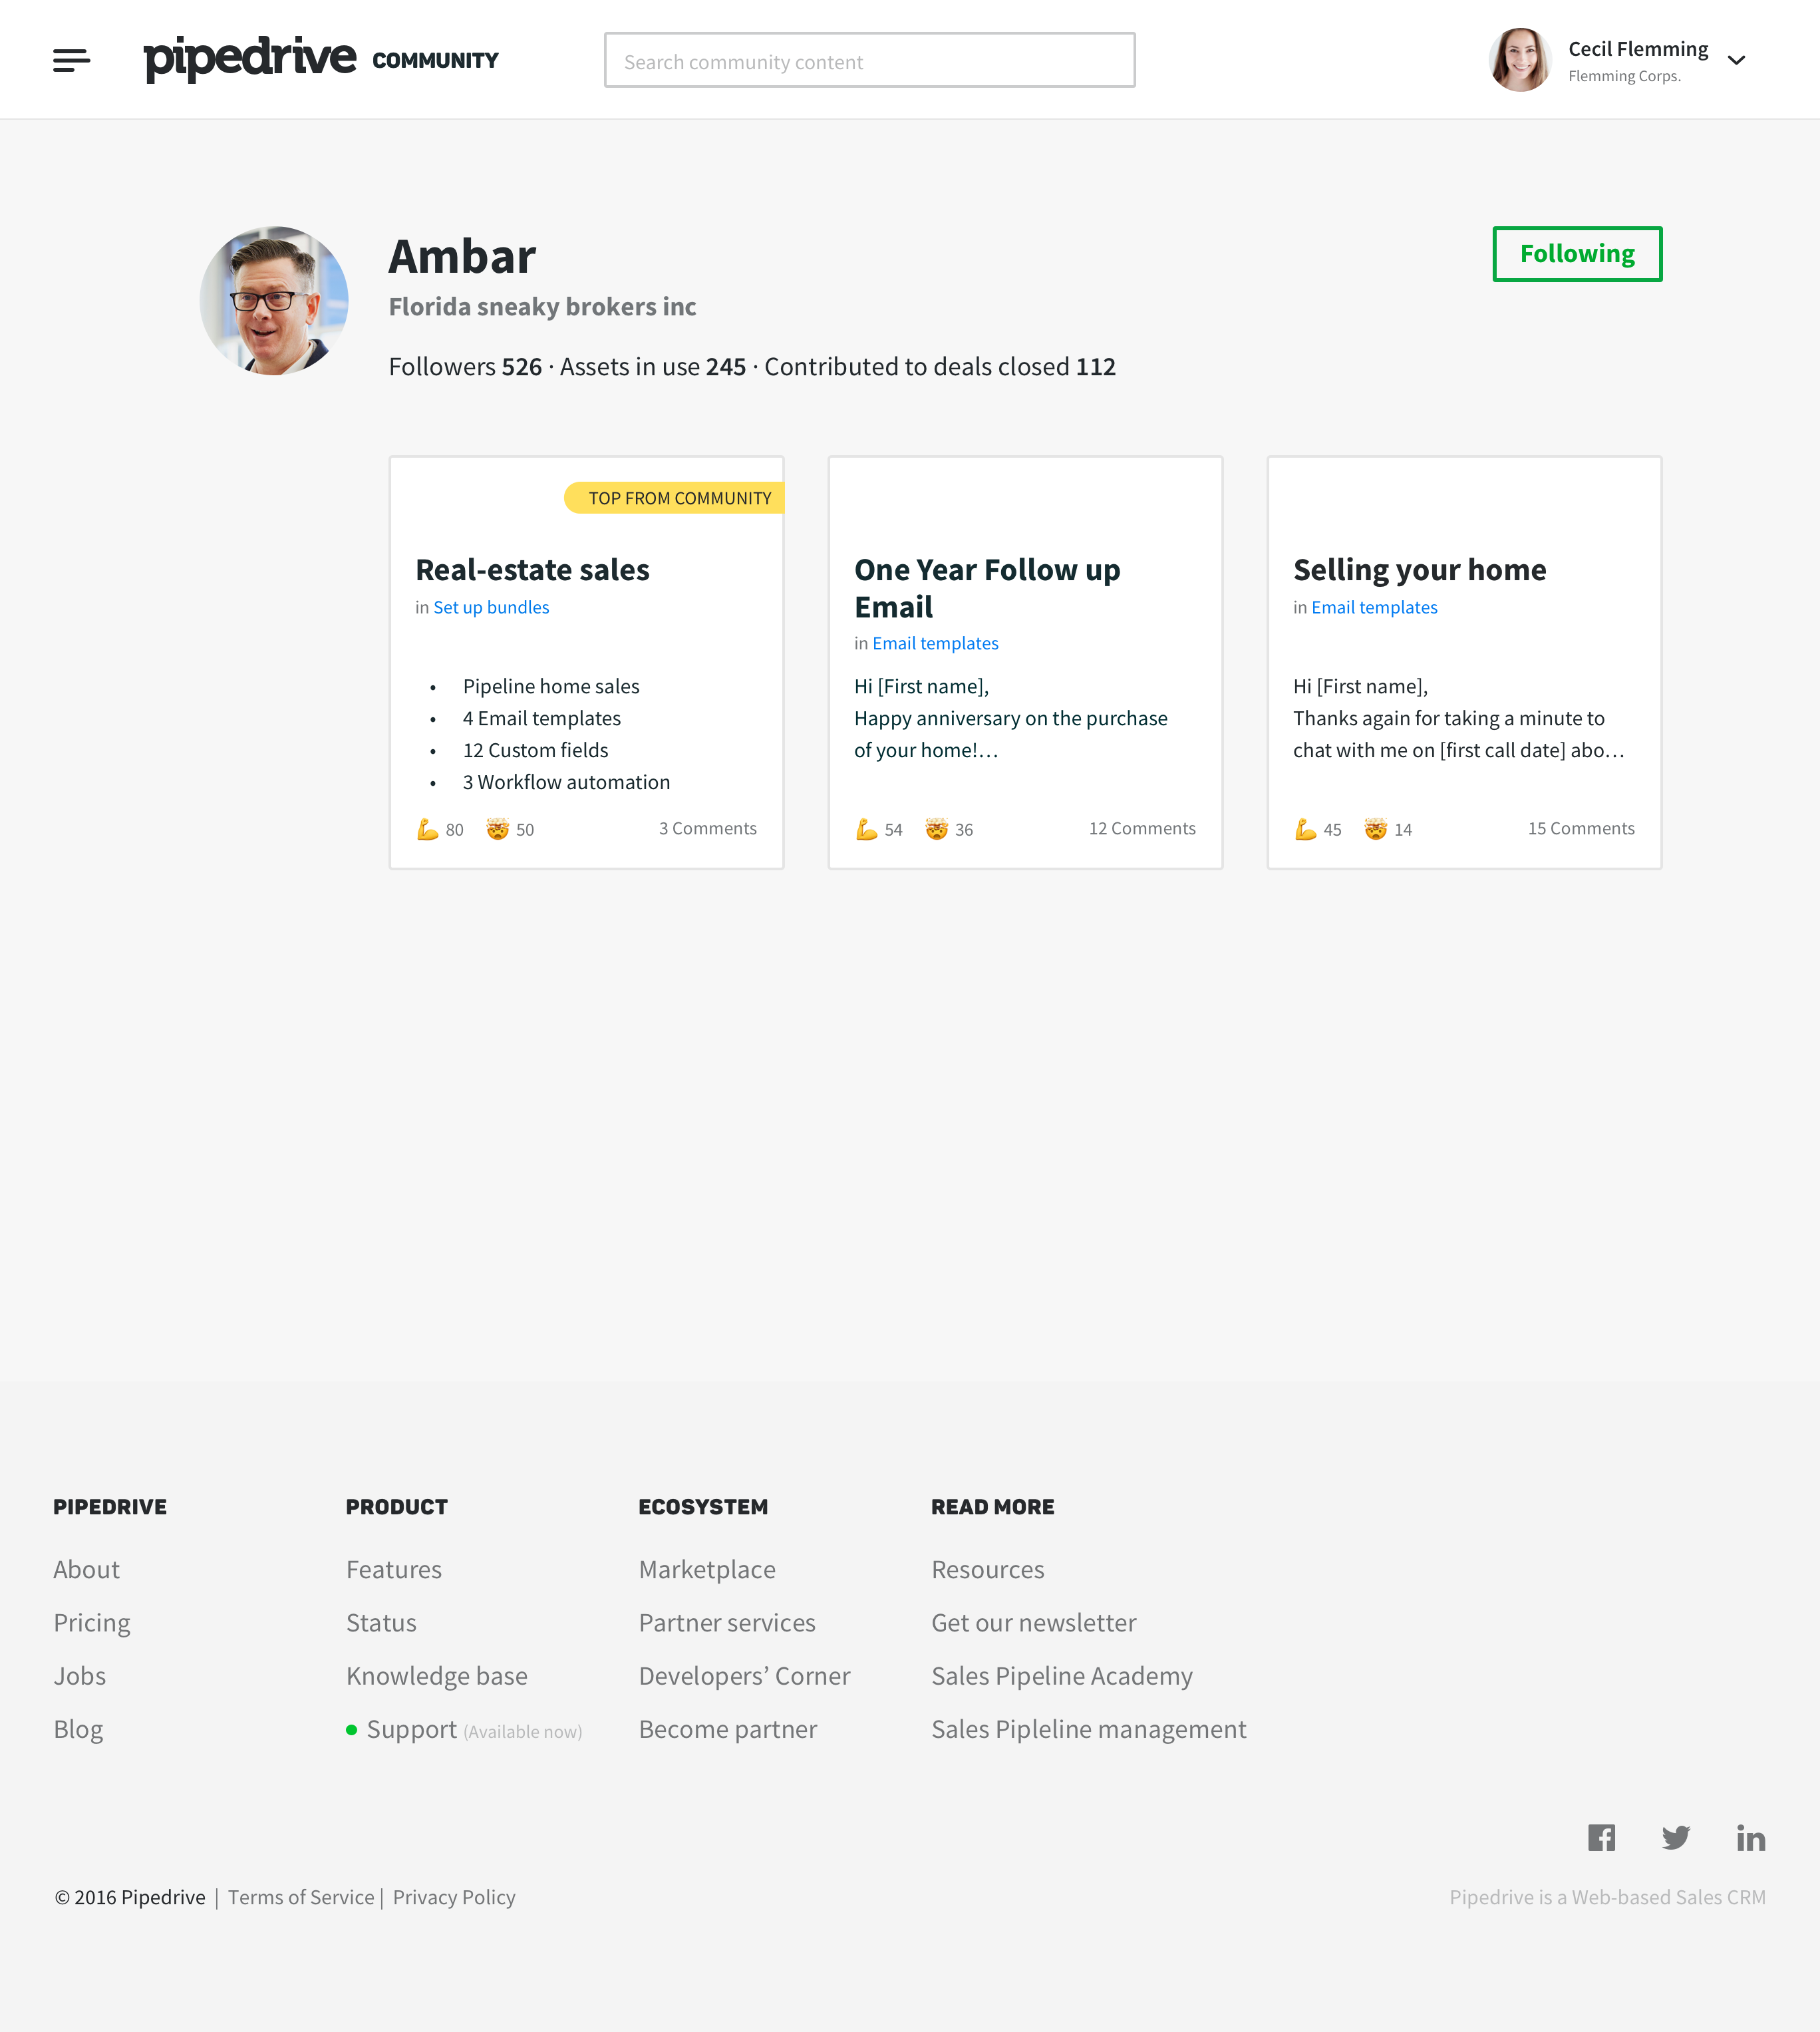 pipedrive COMMUNITY
Search community content
Cecil Flemming
Flemming Corps.
Ambar
Following
Florida sneaky brokers inc
Followers 526 · Assets in use 245 · Contributed to deals closed 112
TOP FROM COMMUNITY
Real-estate sales
in Set up bundles
• Pipeline home sales
• 4 Email templates
• 12 Custom fields
• 3 Workflow automation
💪 80 🤯 50 3 Comments
One Year Follow up
Email
in Email templates
Hi [First name],
Happy anniversary on the purchase
of your home!…
💪 54 🤯 36 12 Comments
Selling your home
in Email templates
Hi [First name],
Thanks again for taking a minute to
chat with me on [first call date] abo…
💪 45 🤯 14 15 Comments
PIPEDRIVE
About
Pricing
Jobs
Blog
PRODUCT
Features
Status
Knowledge base
Support (Available now)
ECOSYSTEM
Marketplace
Partner services
Developers’ Corner
Become partner
READ MORE
Resources
Get our newsletter
Sales Pipeline Academy
Sales Pipleline management
© 2016 Pipedrive | Terms of Service | Privacy Policy
Pipedrive is a Web-based Sales CRM